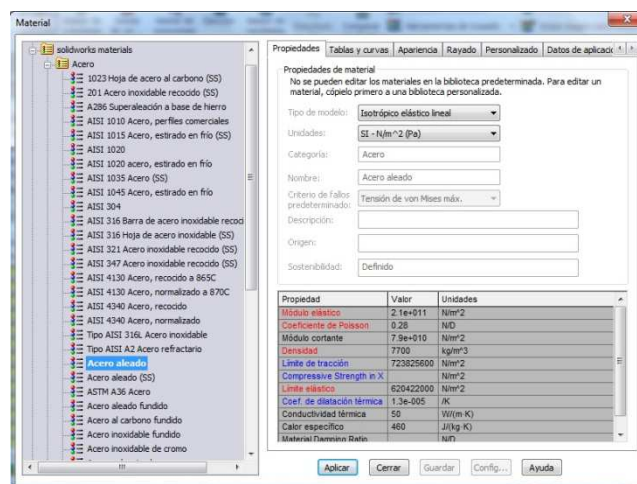 Material
solidworks materials
Acero
1023 Hoja de acero al carbono (SS)
201 Acero inoxidable recocido (SS)
A286 Superaleación a base de hierro
AISI 1010 Acero, perfiles comerciales
AISI 1015 Acero, estirado en frío (SS)
AISI 1020
AISI 1020 acero, estirado en frío
AISI 1035 Acero (SS)
AISI 1045 Acero, estirado en frío
AISI 304
AISI 316 Barra de acero inoxidable recoci
AISI 316 Hoja de acero inoxidable (SS)
AISI 321 Acero inoxidable recocido (SS)
AISI 347 Acero inoxidable recocido (SS)
AISI 4130 Acero, recocido a 865C
AISI 4130 Acero, normalizado a 870C
AISI 4340 Acero, recocido
AISI 4340 Acero, normalizado
Tipo AISI 316L Acero inoxidable
Tipo AISI A2 Acero refractario
Acero aleado
Acero aleado (SS)
ASTM A36 Acero
Acero aleado fundido
Acero al carbono fundido
Acero inoxidable fundido
Acero inoxidable de cromo
Propiedades Tablas y curvas Apariencia Rayado Personalizado Datos de aplicació
Propiedades de material
No se pueden editar los materiales en la biblioteca predeterminada. Para editar un
material, cópielo primero a una biblioteca personalizada.
Tipo de modelo: Isotrópico elástico lineal
Unidades: SI - N/m^2 (Pa)
Categoría: Acero
Nombre: Acero aleado
Criterio de fallos
predeterminado: Tensión de von Mises máx.
Descripción:
Origen:
Sostenibilidad: Definido
Propiedad Valor Unidades
Módulo elástico 2.1e+011 N/m^2
Coeficiente de Poisson 0.28 N/D
Módulo cortante 7.9e+010 N/m^2
Densidad 7700 kg/m^3
Límite de tracción 723825600 N/m^2
Compressive Strength in X N/m^2
Límite elástico 620422000 N/m^2
Coef. de dilatación térmica 1.3e-005 /K
Conductividad térmica 50 W/(m·K)
Calor específico 460 J/(kg·K)
Material Damping Ratio N/D
Aplicar Cerrar Guardar Config... Ayuda